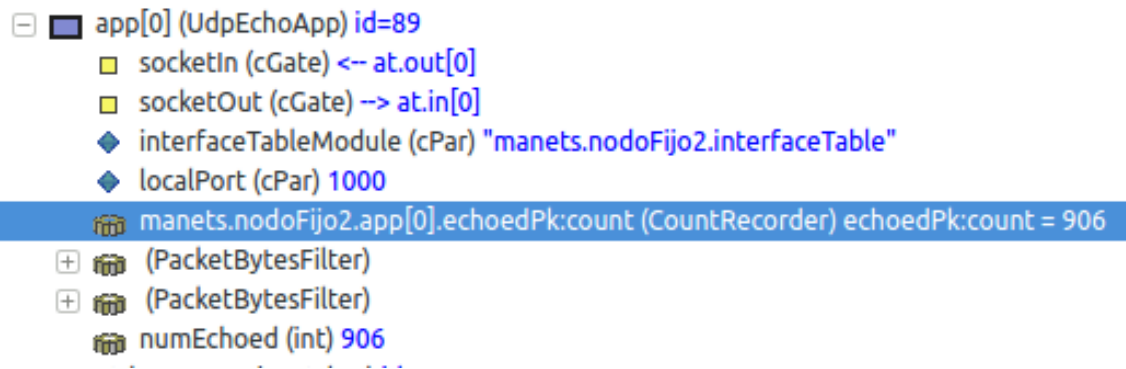 app[0] (UdpEchoApp) id=89
socketIn (cGate) <-- at.out[0]
socketOut (cGate) --> at.in[0]
interfaceTableModule (cPar) "manets.nodoFijo2.interfaceTable"
localPort (cPar) 1000
manets.nodoFijo2.app[0].echoedPk:count (CountRecorder) echoedPk:count = 906
(PacketBytesFilter)
(PacketBytesFilter)
numEchoed (int) 906